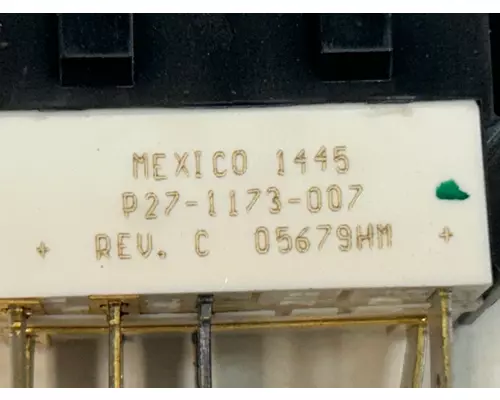 MEXICO 1445
P27-1173-007
+ REV. C 05679HM +